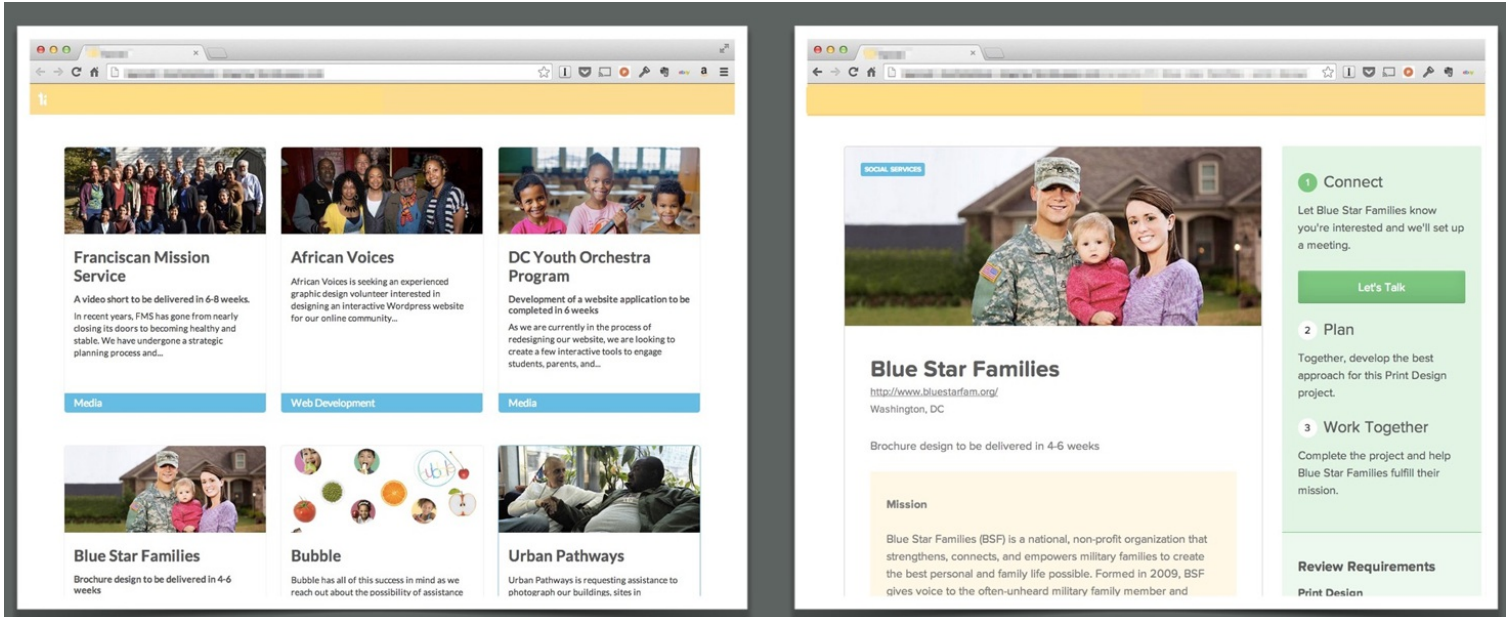 Franciscan Mission
Service
A video short to be delivered in 6-8 weeks.
In recent years, FMS has gone from nearly
closing its doors to becoming healthy and
stable. We have undergone a strategic
planning process and...
Media
African Voices
African Voices is seeking an experienced
graphic design volunteer interested in
designing an interactive Wordpress website
for our online community...
Web Development
DC Youth Orchestra
Program
Development of a website application to be
completed in 6 weeks
As we are currently in the process of
redesigning our website, we are looking to
create a few interactive tools to engage
students, parents, and...
Media
Blue Star Families
Brochure design to be delivered in 4-6
weeks
Bubble
Bubble has all of this success in mind as we
reach out about the possibility of assistance
Urban Pathways
Urban Pathways is requesting assistance to
photograph our buildings, sites in
SOCIAL SERVICES
Blue Star Families
http://www.bluestarfam.org/
Washington, DC
Brochure design to be delivered in 4-6 weeks
Mission
Blue Star Families (BSF) is a national, non-profit organization that
strengthens, connects, and empowers military families to create
the best personal and family life possible. Formed in 2009, BSF
gives voice to the often-unheard military family member and
1 Connect
Let Blue Star Families know
you're interested and we'll set up
a meeting.
Let's Talk
2 Plan
Together, develop the best
approach for this Print Design
project.
3 Work Together
Complete the project and help
Blue Star Families fulfill their
mission.
Review Requirements
Print Design